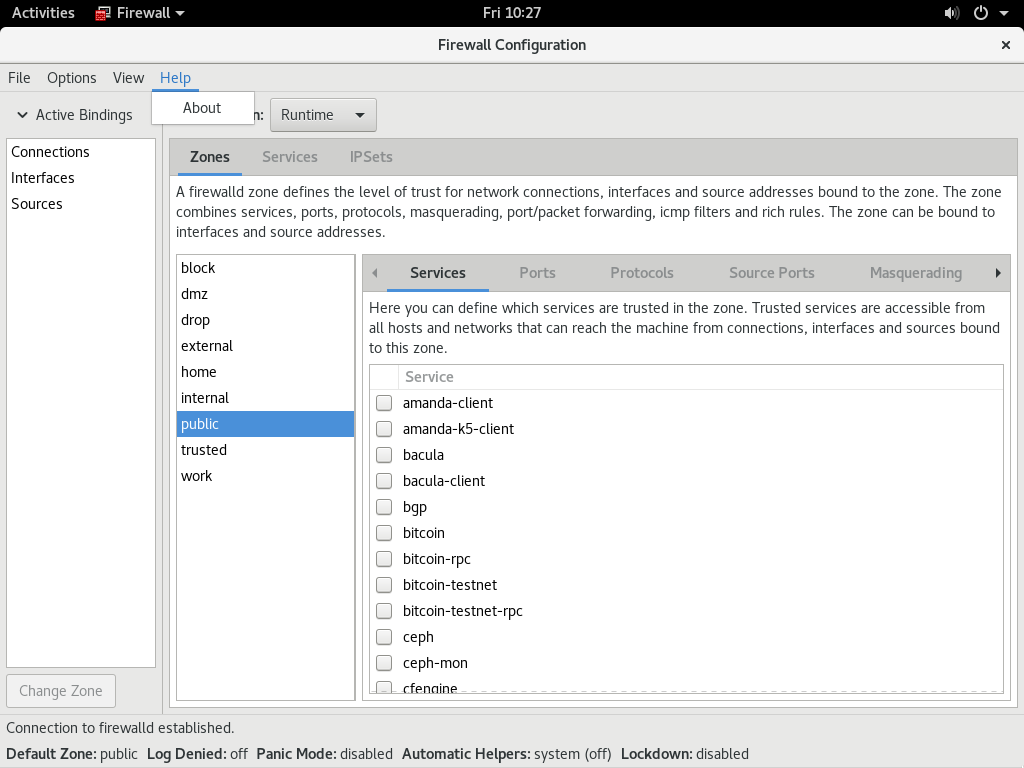 Activities Firewall Fri 10:27
Firewall Configuration
File Options View Help
About
Active Bindings
n: Runtime
Connections
Interfaces
Sources
Zones Services IPSets
A firewalld zone defines the level of trust for network connections, interfaces and source addresses bound to the zone. The zone
combines services, ports, protocols, masquerading, port/packet forwarding, icmp filters and rich rules. The zone can be bound to
interfaces and source addresses.
block
dmz
drop
external
home
internal
public
trusted
work
Services Ports Protocols Source Ports Masquerading
Here you can define which services are trusted in the zone. Trusted services are accessible from
all hosts and networks that can reach the machine from connections, interfaces and sources bound
to this zone.
Service
amanda-client
amanda-k5-client
bacula
bacula-client
bgp
bitcoin
bitcoin-rpc
bitcoin-testnet
bitcoin-testnet-rpc
ceph
ceph-mon
cfengine
Change Zone
Connection to firewalld established.
Default Zone: public Log Denied: off Panic Mode: disabled Automatic Helpers: system (off) Lockdown: disabled